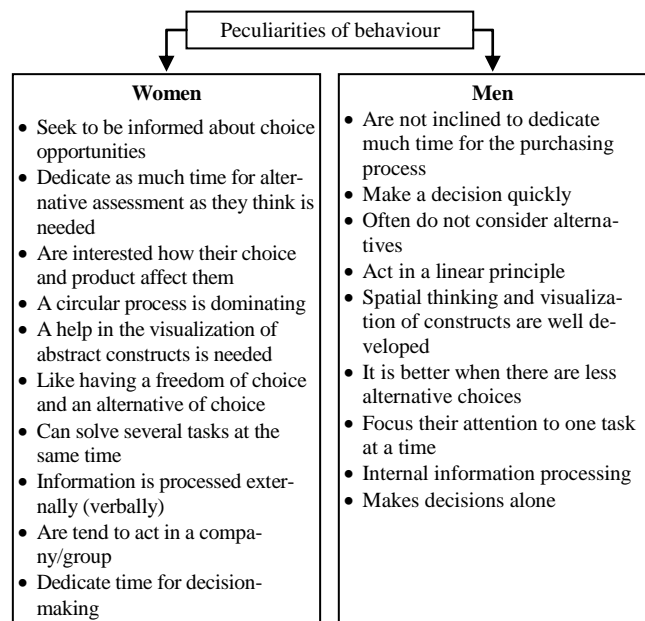 Peculiarities of behaviour
Women
• Seek to be informed about choice
opportunities
• Dedicate as much time for alter-
native assessment as they think is
needed
• Are interested how their choice
and product affect them
• A circular process is dominating
• A help in the visualization of
abstract constructs is needed
• Like having a freedom of choice
and an alternative of choice
• Can solve several tasks at the
same time
• Information is processed exter-
nally (verbally)
• Are tend to act in a compa-
ny/group
• Dedicate time for decision-
making
Men
• Are not inclined to dedicate
much time for the purchasing
process
• Make a decision quickly
• Often do not consider alterna-
tives
• Act in a linear principle
• Spatial thinking and visualiza-
tion of constructs are well de-
veloped
• It is better when there are less
alternative choices
• Focus their attention to one task
at a time
• Internal information processing
• Makes decisions alone